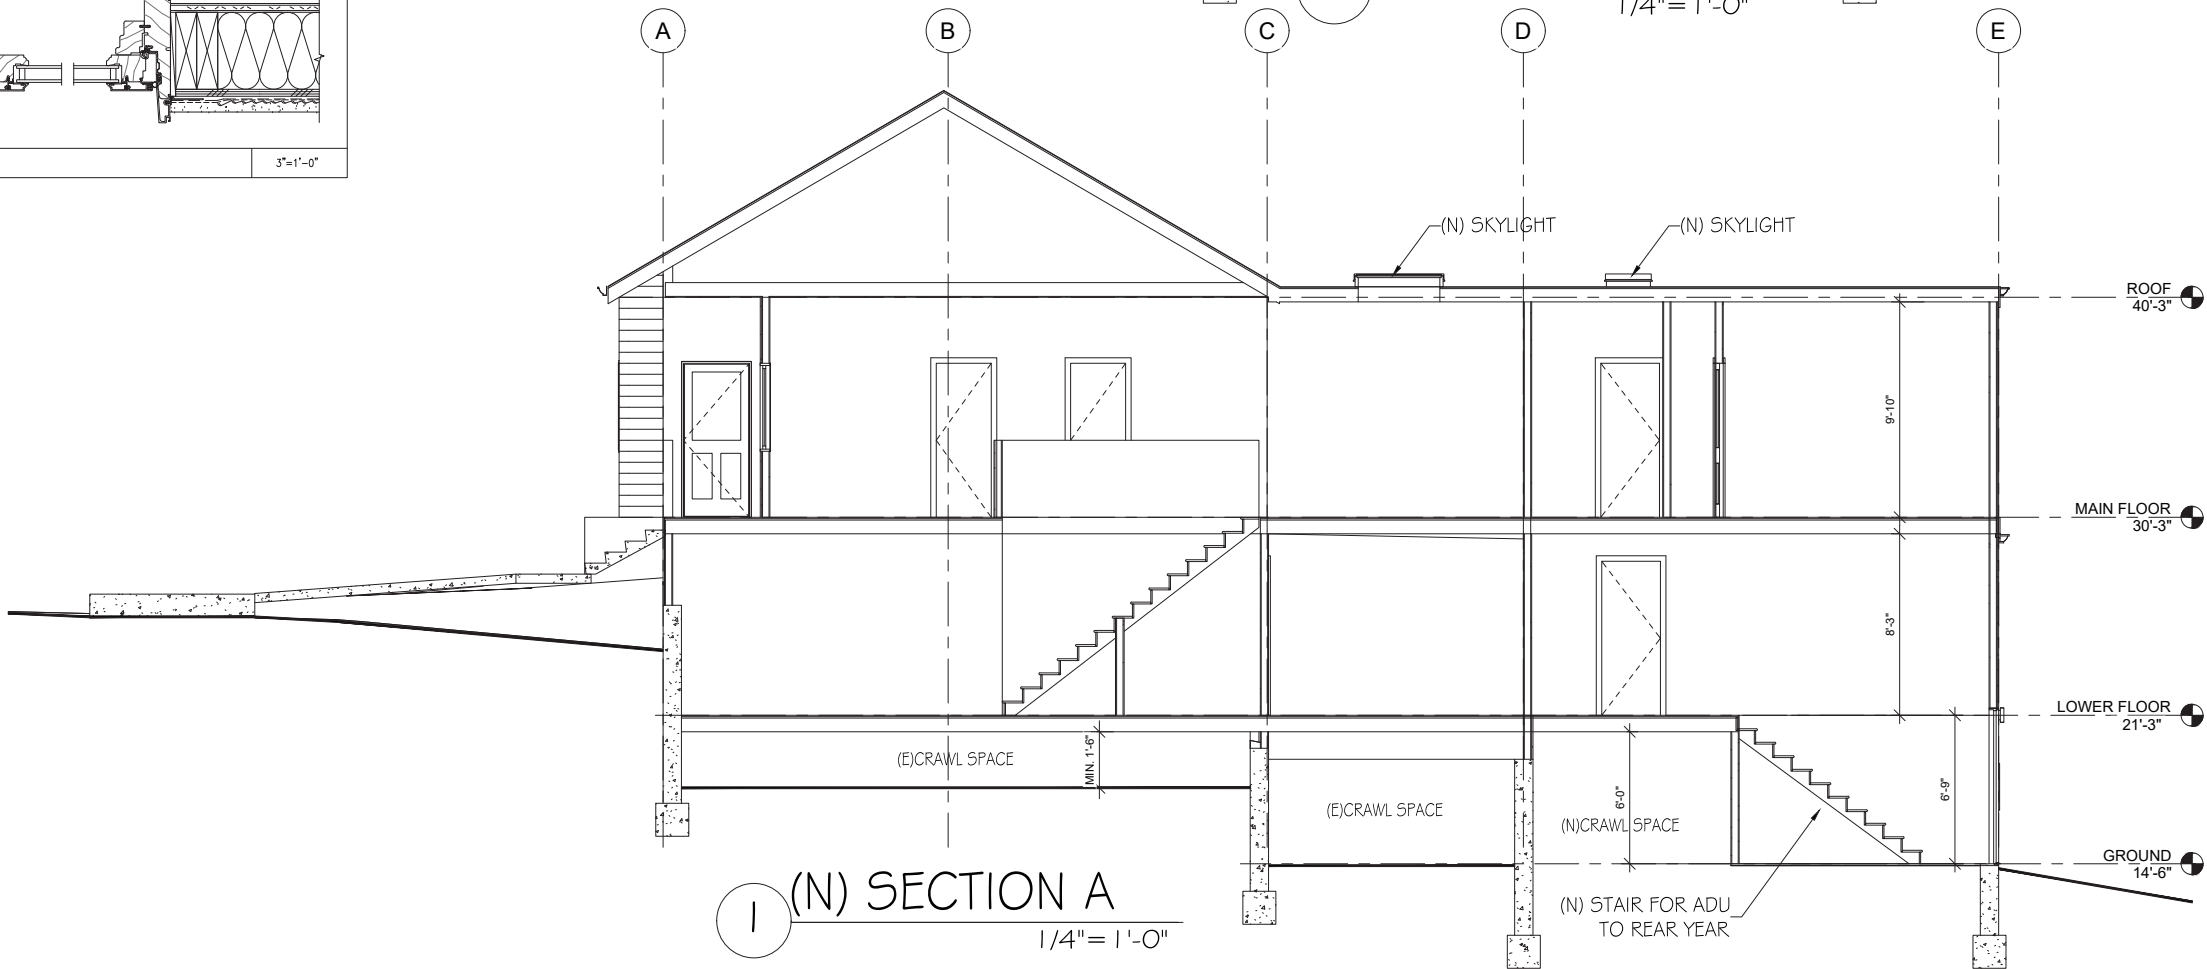 1/4"= 1'-0"
A
B
C
D
E
3"=1'-0"
(N) SKYLIGHT
(N) SKYLIGHT
ROOF
40'-3"
9'-10"
MAIN FLOOR
30'-3"
8'-3"
LOWER FLOOR
21'-3"
(E)CRAWL SPACE
MIN. 1'-6"
(E)CRAWL SPACE
6'-0"
(N)CRAWL SPACE
6'-9"
GROUND
14'-6"
1
(N) SECTION A
1/4"= 1'-0"
(N) STAIR FOR ADU
TO REAR YEAR